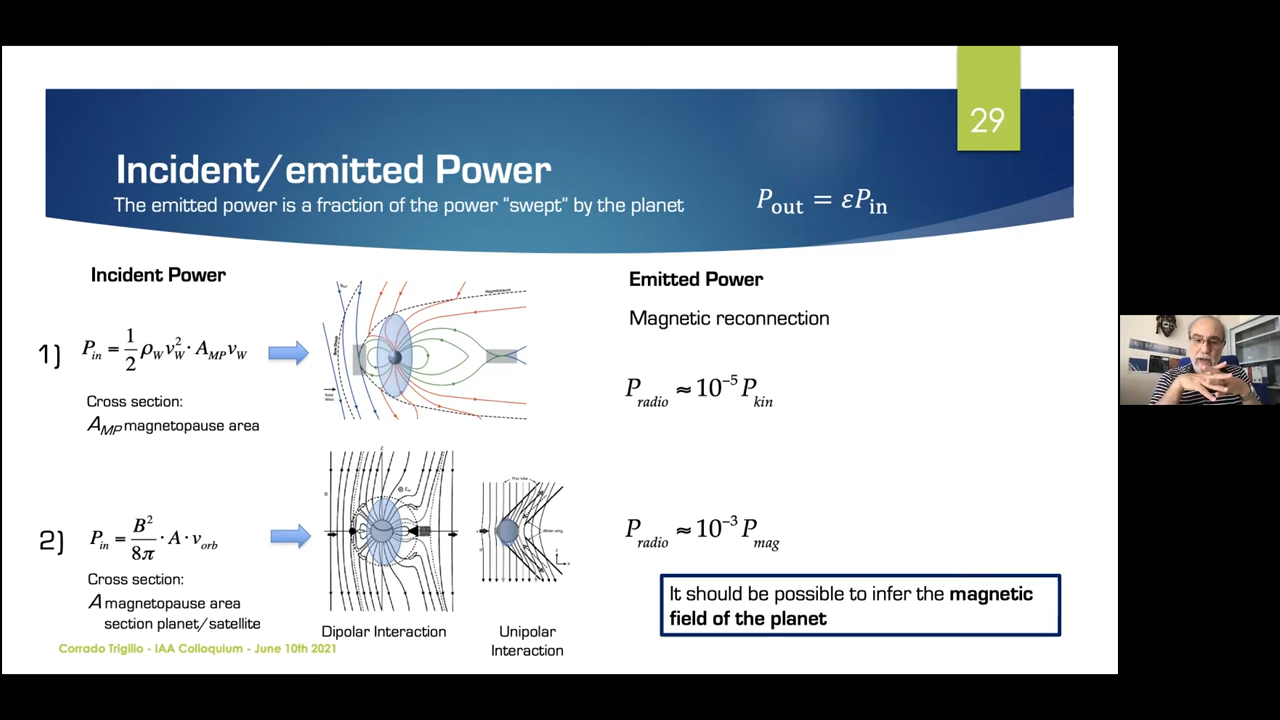 29
Incident/emitted Power
The emitted power is a fraction of the power “swept” by the planet
P_out = εP_in
Incident Power
1) P_in = 1/2 ρ_W v_W^2 · A_MP v_W
Cross section:
A_MP magnetopause area
2) P_in = B^2/8π · A · v_orb
Cross section:
A magnetopause area
section planet/satellite
Dipolar Interaction
Unipolar
Interaction
Emitted Power
Magnetic reconnection
P_radio ≈ 10^-5 P_kin
P_radio ≈ 10^-3 P_mag
It should be possible to infer the magnetic
field of the planet
Corrado Trigilio - IAA Colloquium - June 10th 2021